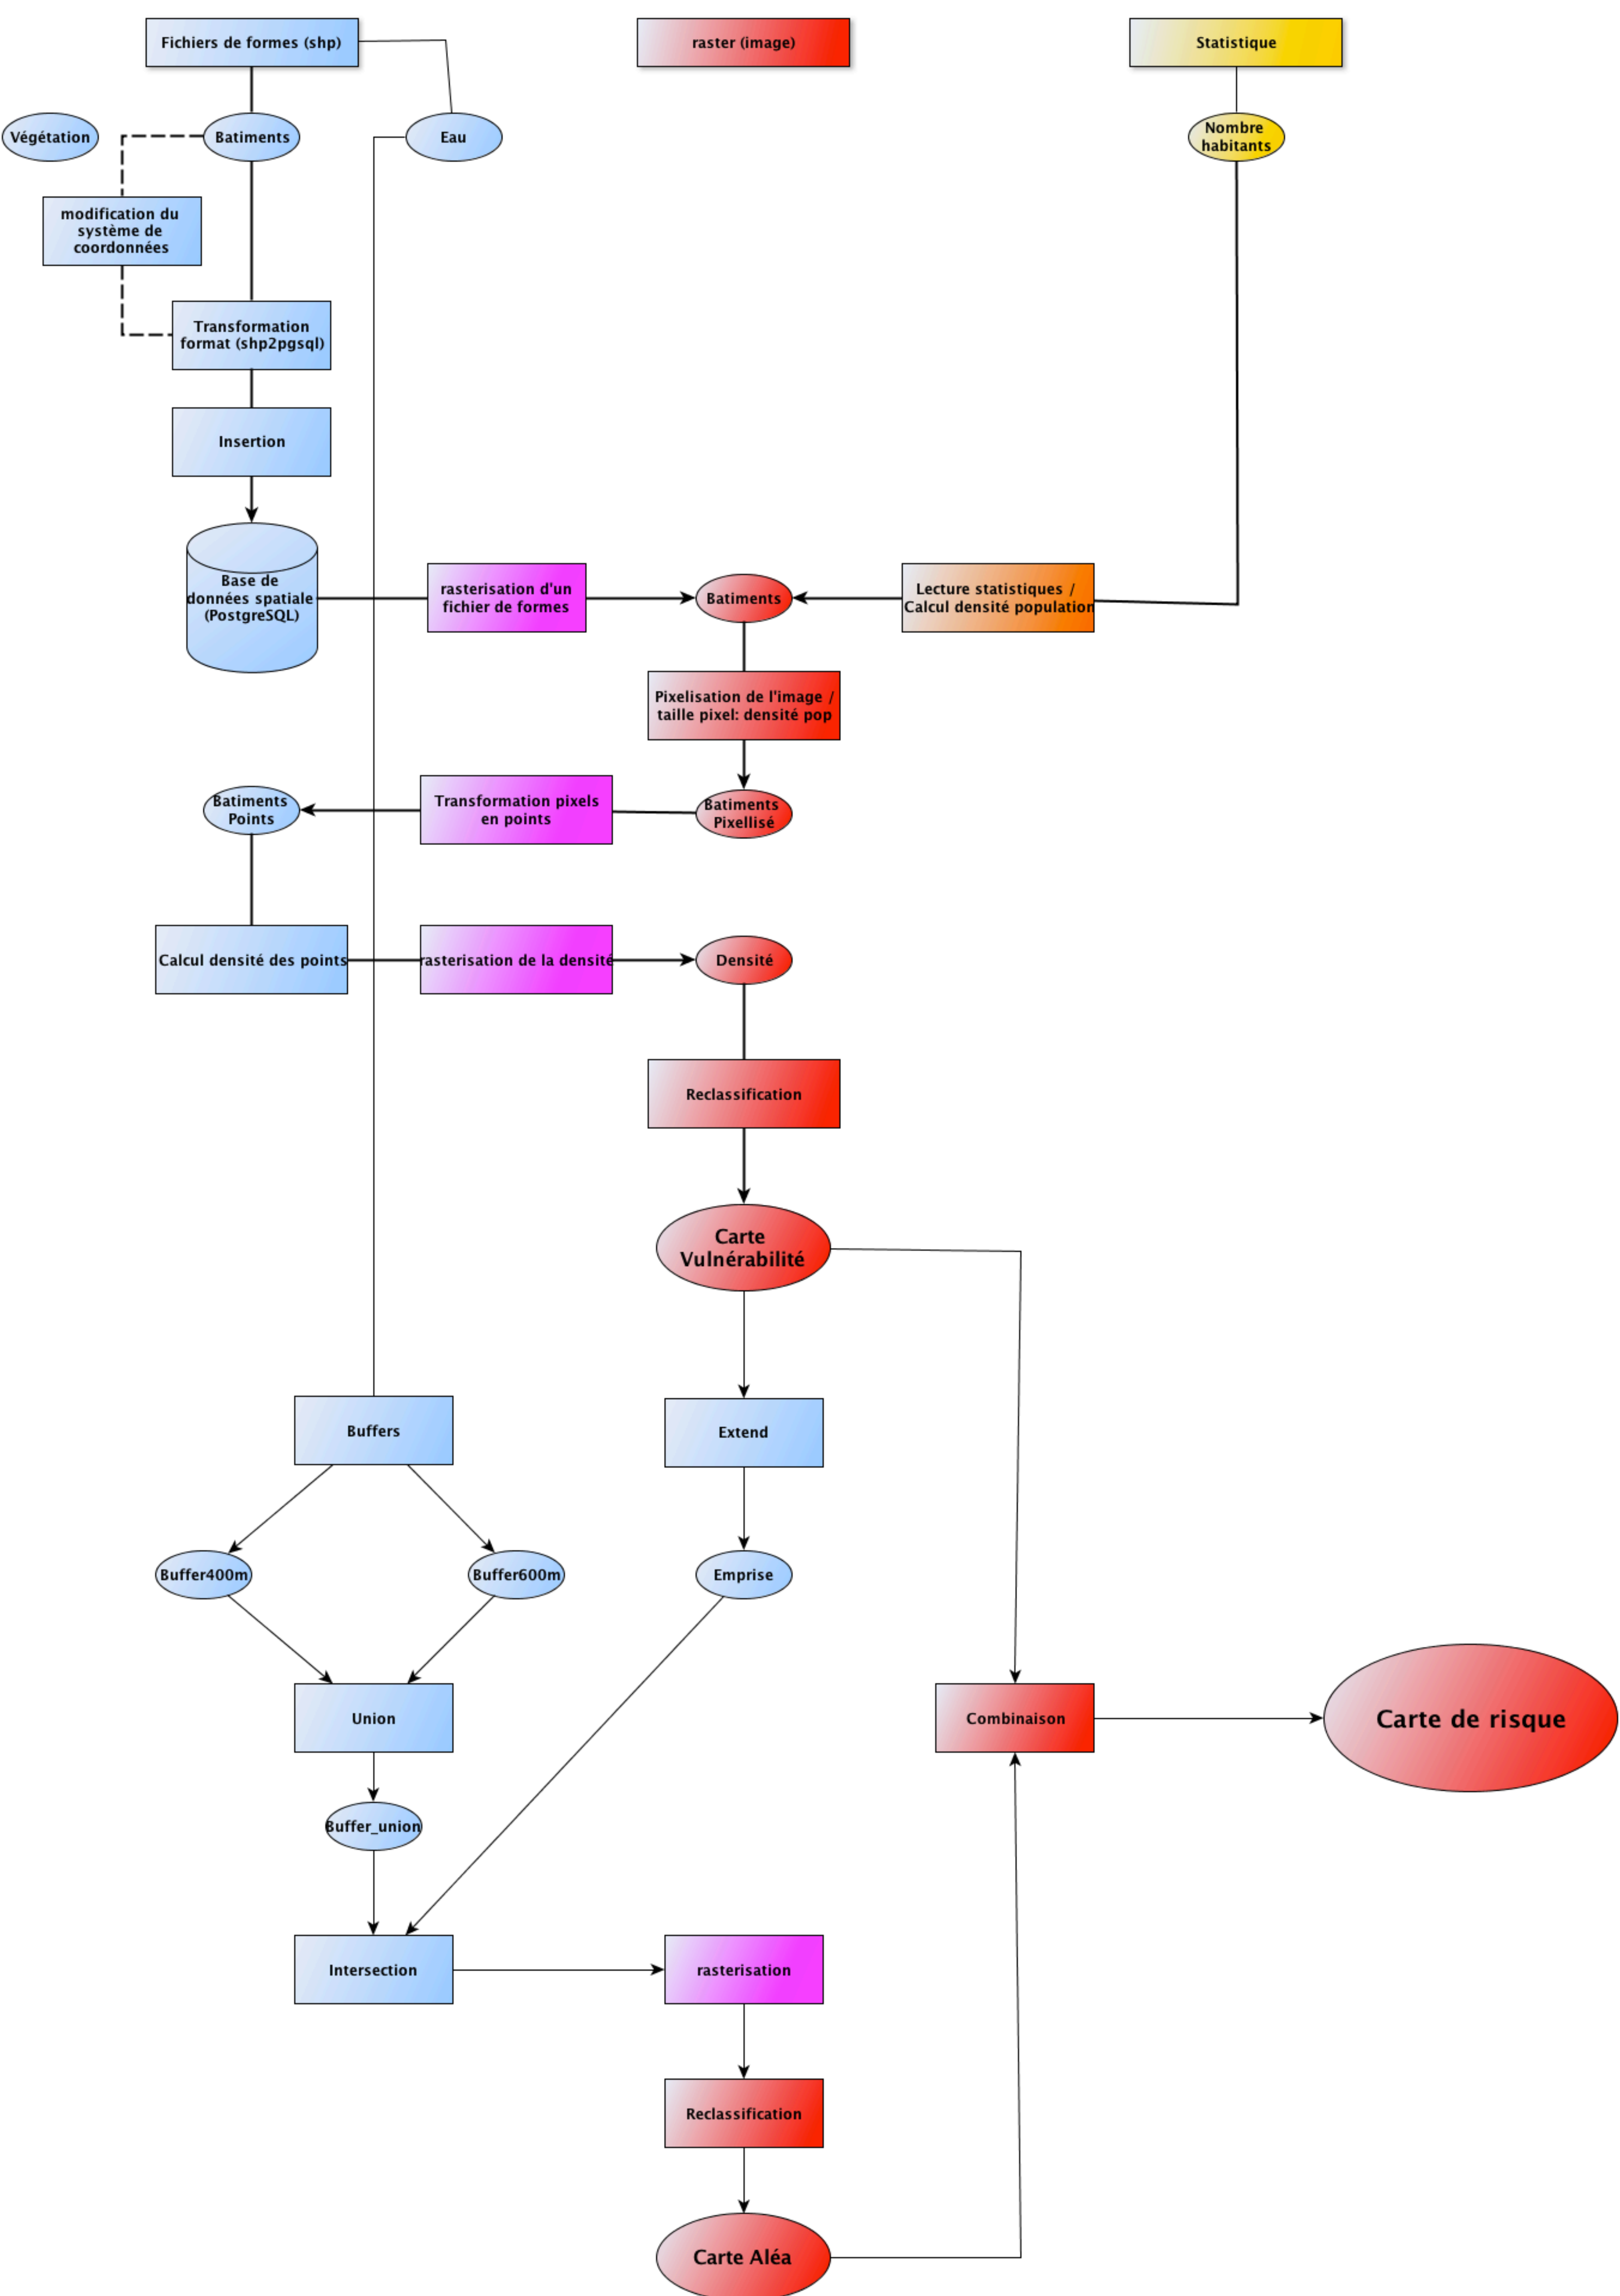 Fichiers de formes (shp)
raster (image)
Statistique
Végétation
Batiments
Eau
Nombre
habitants
modification du
système de
coordonnées
Transformation
format (shp2pgsql)
Insertion
Base de
données spatiale
(PostgreSQL)
rasterisation d'un
fichier de formes
Batiments
Lecture statistiques /
Calcul densité population
Pixelisation de l'image /
taille pixel: densité pop
Batiments
Points
Transformation pixels
en points
Batiments
Pixellisé
Calcul densité des points
rasterisation de la densité
Densité
Reclassification
Carte
Vulnérabilité
Buffers
Extend
Buffer400m
Buffer600m
Emprise
Union
Combinaison
Carte de risque
Buffer_union
Intersection
rasterisation
Reclassification
Carte Aléa